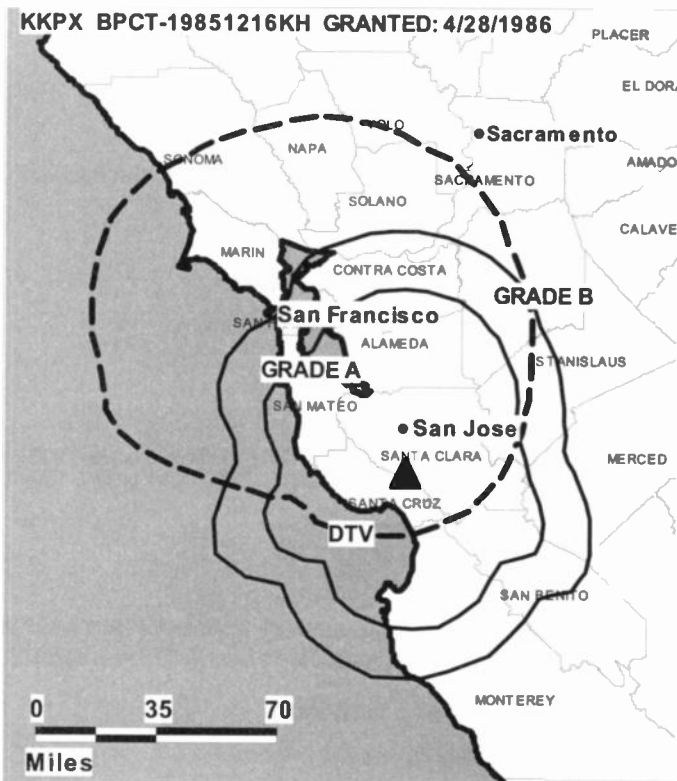 KKPX BPCT-19851216KH GRANTED: 4/28/1986
PLACER
EL DORA
YOLO
Sacramento
NAPA
SONOMA
AMADO
SACRAMENTO
SOLANO
CALAVE
MARIN
CONTRA COSTA
GRADE B
San Francisco
SAN F
ALAMEDA
STANISLAUS
GRADE A
SAN MATEO
San Jose
SANTA CLARA
MERCED
SANTA CRUZ
DTV
SAN BENITO
MONTEREY
0 35 70
Miles